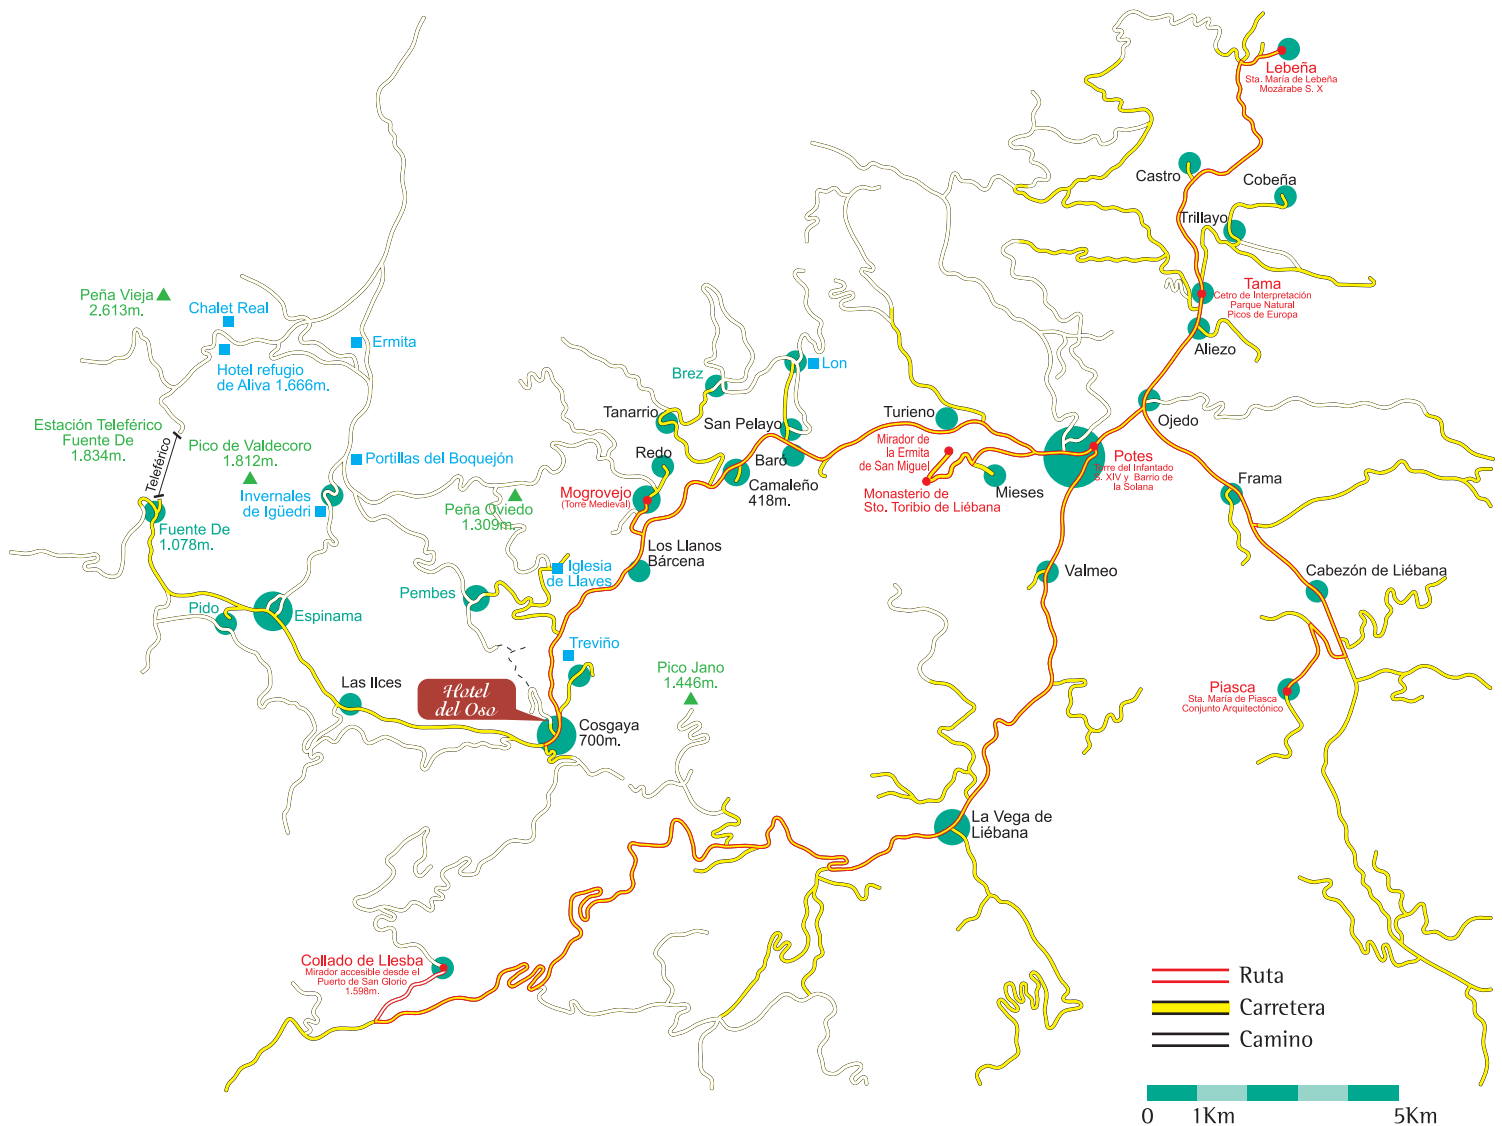 Lebeña
Sta. María de Lebeña
Mozárabe S. X
Castro
Cobeña
Trillayo
Tama
Cetro de Interpretación
Parque Natural
Picos de Europa
Aliezo
Peña Vieja
2.613m.
Chalet Real
Ermita
Hotel refugio
de Aliva 1.666m.
Brez
Lon
Tanarrio
San Pelayo
Turieno
Ojedo
Estación Teleférico
Fuente De
1.834m.
Teleférico
Pico de Valdecoro
1.812m.
Portillas del Boquejón
Redo
Baró
Camaleño
418m.
Mirador de
la Ermita
de San Miguel
Monasterio de
Sto. Toribio de Liébana
Mieses
Potes
Torre del Infantado
S. XIV y Barrio de
la Solana
Frama
Invernales
de Igüedri
Peña Oviedo
1.309m.
Mogrovejo
(Torre Medieval)
Fuente De
1.078m.
Los Llanos
Bárcena
Iglesia
de Llaves
Valmeo
Cabezón de Liébana
Pembes
Pido
Espinama
Treviño
Pico Jano
1.446m.
Las Ilces
Hotel
del Oso
Cosgaya
700m.
Piasca
Sta. María de Piasca
Conjunto Arquitectónico
La Vega de
Liébana
Collado de Llesba
Mirador accesible desde el
Puerto de San Glorio
1.598m.
Ruta
Carretera
Camino
0 1Km 5Km